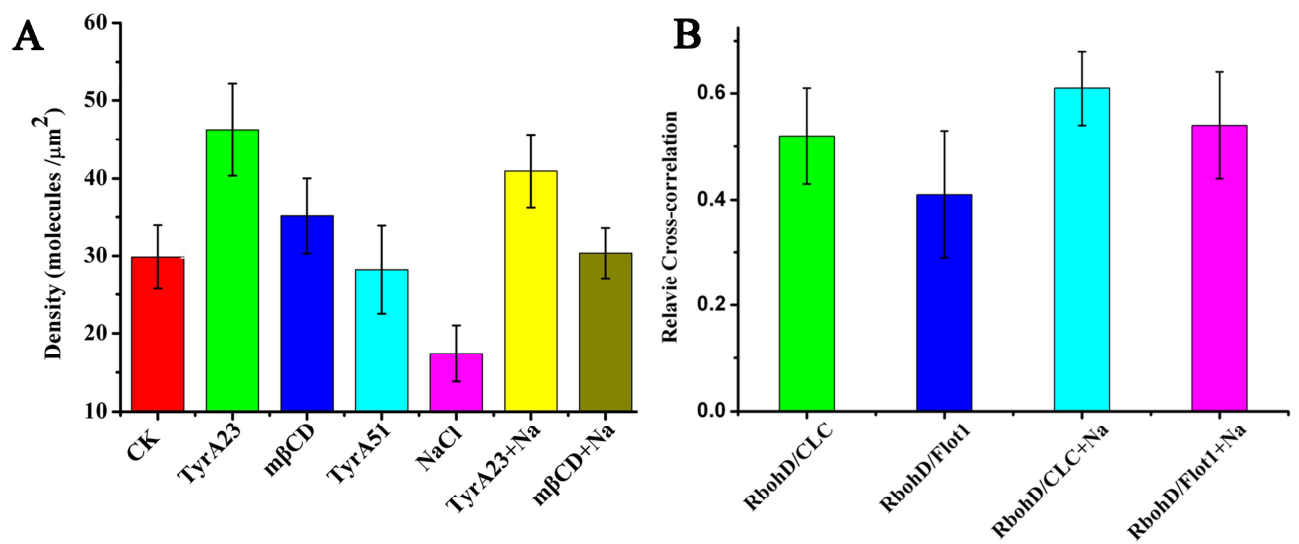 A
Density (molecules /μm²)
60
50
40
30
20
10
CK
TyrA23
mβCD
TyrA51
NaCl
TyrA23+Na
mβCD+Na
B
Relavie Cross-correlation
0.6
0.4
0.2
0.0
RbohD/CLC
RbohD/Flot1
RbohD/CLC+Na
RbohD/Flot1+Na